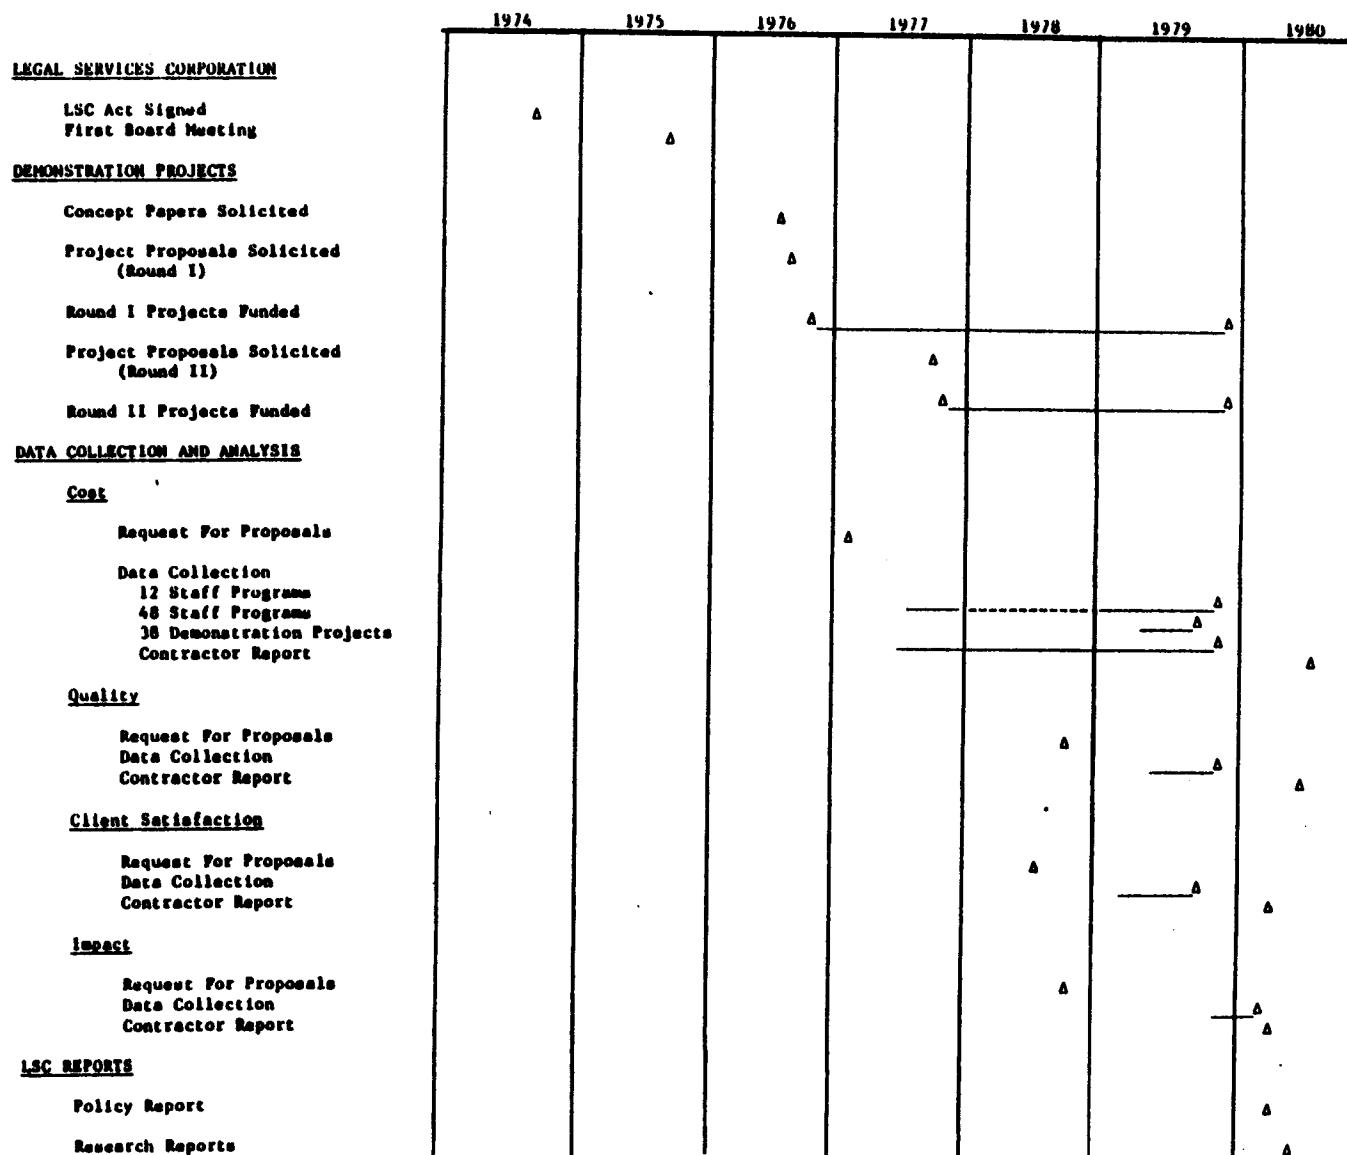 1974 1975 1976 1977 1978 1979 1980
LEGAL SERVICES CORPORATION
LSC Act Signed
First Board Meeting
DEMONSTRATION PROJECTS
Concept Papers Solicited
Project Proposals Solicited
(Round I)
Round I Projects Funded
Project Proposals Solicited
(Round II)
Round II Projects Funded
DATA COLLECTION AND ANALYSIS
Cost
Request For Proposals
Data Collection
12 Staff Programs
48 Staff Programs
38 Demonstration Projects
Contractor Report
Quality
Request For Proposals
Data Collection
Contractor Report
Client Satisfaction
Request For Proposals
Data Collection
Contractor Report
Impact
Request For Proposals
Data Collection
Contractor Report
LSC REPORTS
Policy Report
Research Reports